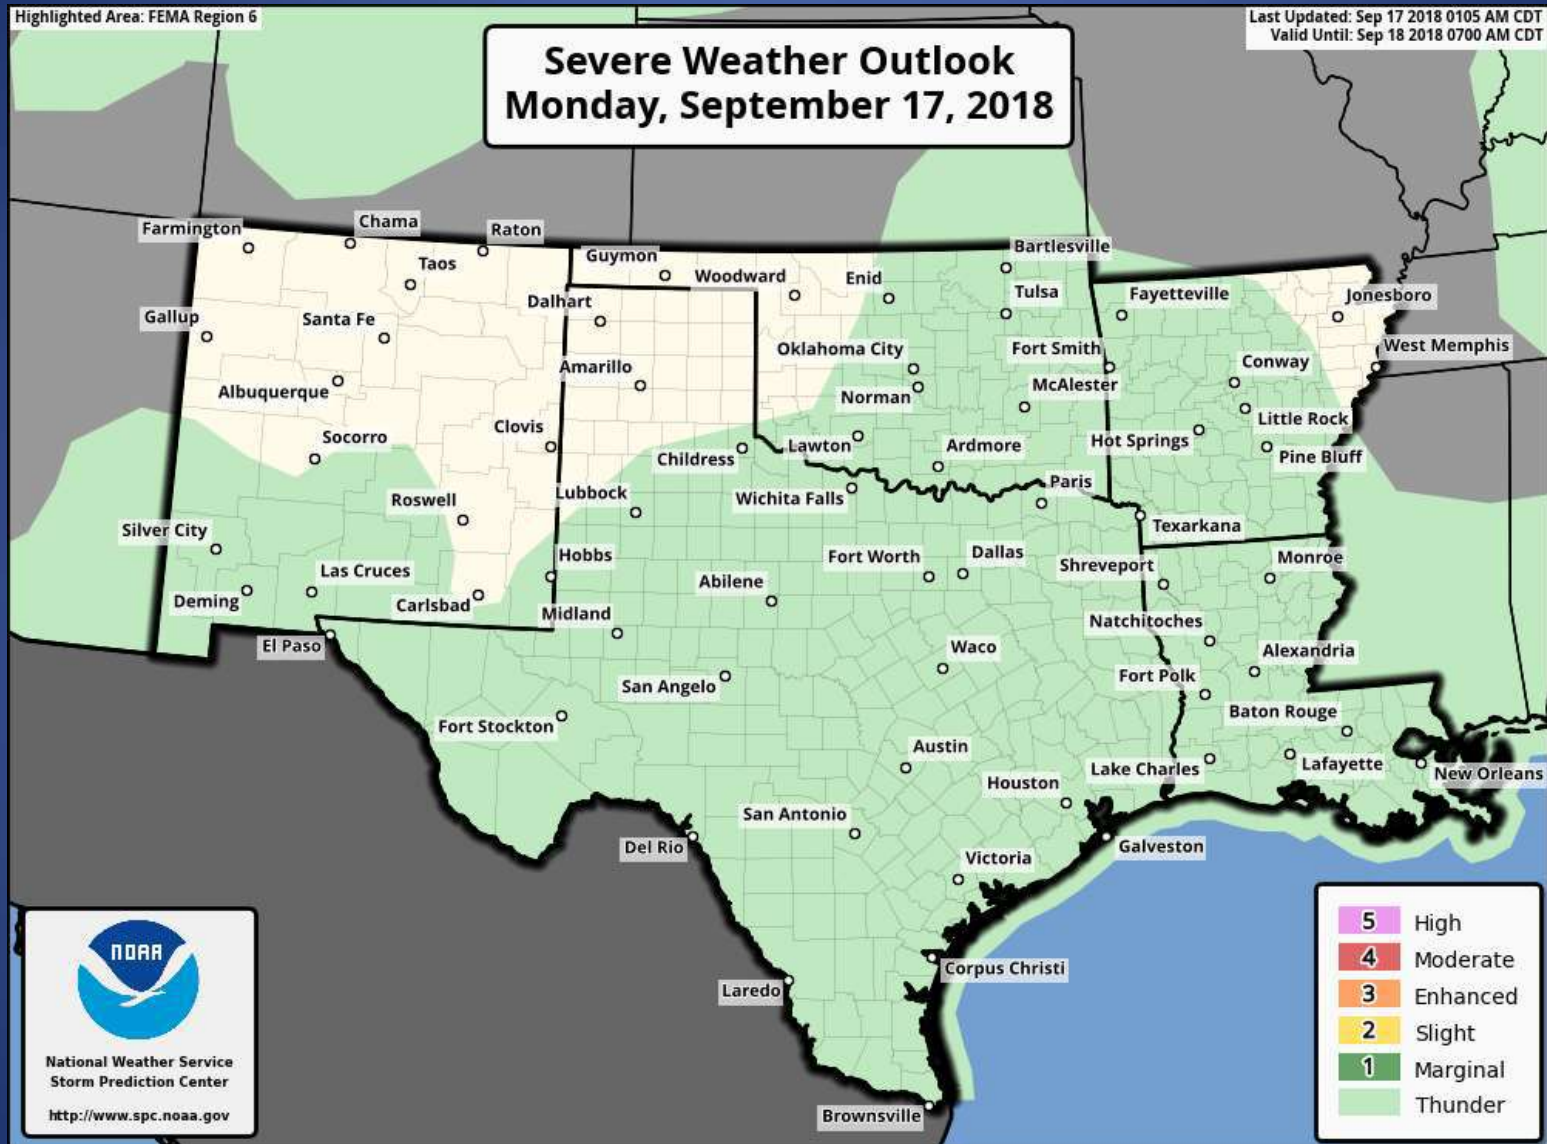 Highlighted Area: FEMA Region 6
Last Updated: Sep 17 2018 0105 AM CDT
Valid Until: Sep 18 2018 0700 AM CDT
Severe Weather Outlook
Monday, September 17, 2018
Farmington
Chama
Raton
Taos
Guymon
Woodward
Enid
Bartlesville
Dalhart
Tulsa
Fayetteville
Jonesboro
Gallup
Santa Fe
Oklahoma City
Fort Smith
West Memphis
Amarillo
Conway
Albuquerque
Norman
McAlester
Clovis
Little Rock
Socorro
Childress
Lawton
Ardmore
Hot Springs
Pine Bluff
Roswell
Lubbock
Wichita Falls
Paris
Silver City
Texarkana
Hobbs
Fort Worth
Dallas
Shreveport
Monroe
Las Cruces
Abilene
Deming
Carlsbad
Midland
Natchitoches
El Paso
Waco
Alexandria
San Angelo
Fort Polk
Fort Stockton
Baton Rouge
Austin
Lake Charles
Lafayette
New Orleans
Houston
San Antonio
Del Rio
Victoria
Galveston
Laredo
Corpus Christi
Brownsville
NOAA
National Weather Service
Storm Prediction Center
http://www.spc.noaa.gov
5 High
4 Moderate
3 Enhanced
2 Slight
1 Marginal
Thunder